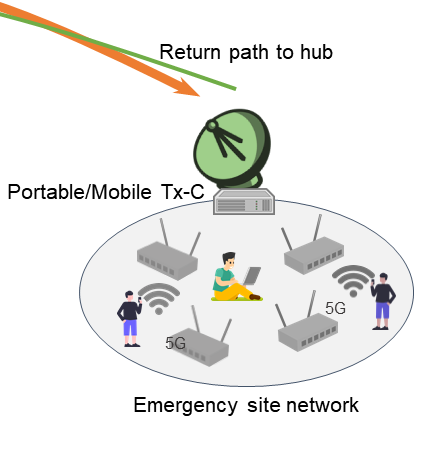 Return path to hub
Portable/Mobile Tx-C
5G
5G
Emergency site network